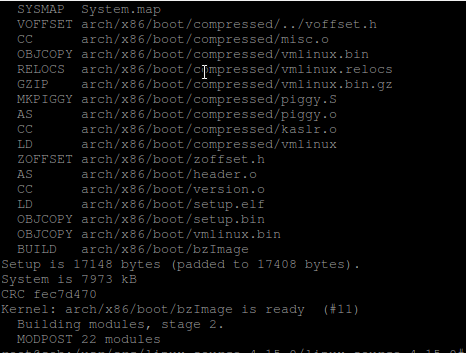 SYSMAP  System.map
VOFFSET arch/x86/boot/compressed/../voffset.h
CC      arch/x86/boot/compressed/misc.o
OBJCOPY arch/x86/boot/compressed/vmlinux.bin
RELOCS  arch/x86/boot/compressed/vmlinux.relocs
GZIP    arch/x86/boot/compressed/vmlinux.bin.gz
MKPIGGY arch/x86/boot/compressed/piggy.S
AS      arch/x86/boot/compressed/piggy.o
CC      arch/x86/boot/compressed/kaslr.o
LD      arch/x86/boot/compressed/vmlinux
ZOFFSET arch/x86/boot/zoffset.h
AS      arch/x86/boot/header.o
CC      arch/x86/boot/version.o
LD      arch/x86/boot/setup.elf
OBJCOPY arch/x86/boot/setup.bin
OBJCOPY arch/x86/boot/vmlinux.bin
BUILD   arch/x86/boot/bzImage
Setup is 17148 bytes (padded to 17408 bytes).
System is 7973 kB
CRC fec7d470
Kernel: arch/x86/boot/bzImage is ready  (#11)
Building modules, stage 2.
MODPOST 22 modules